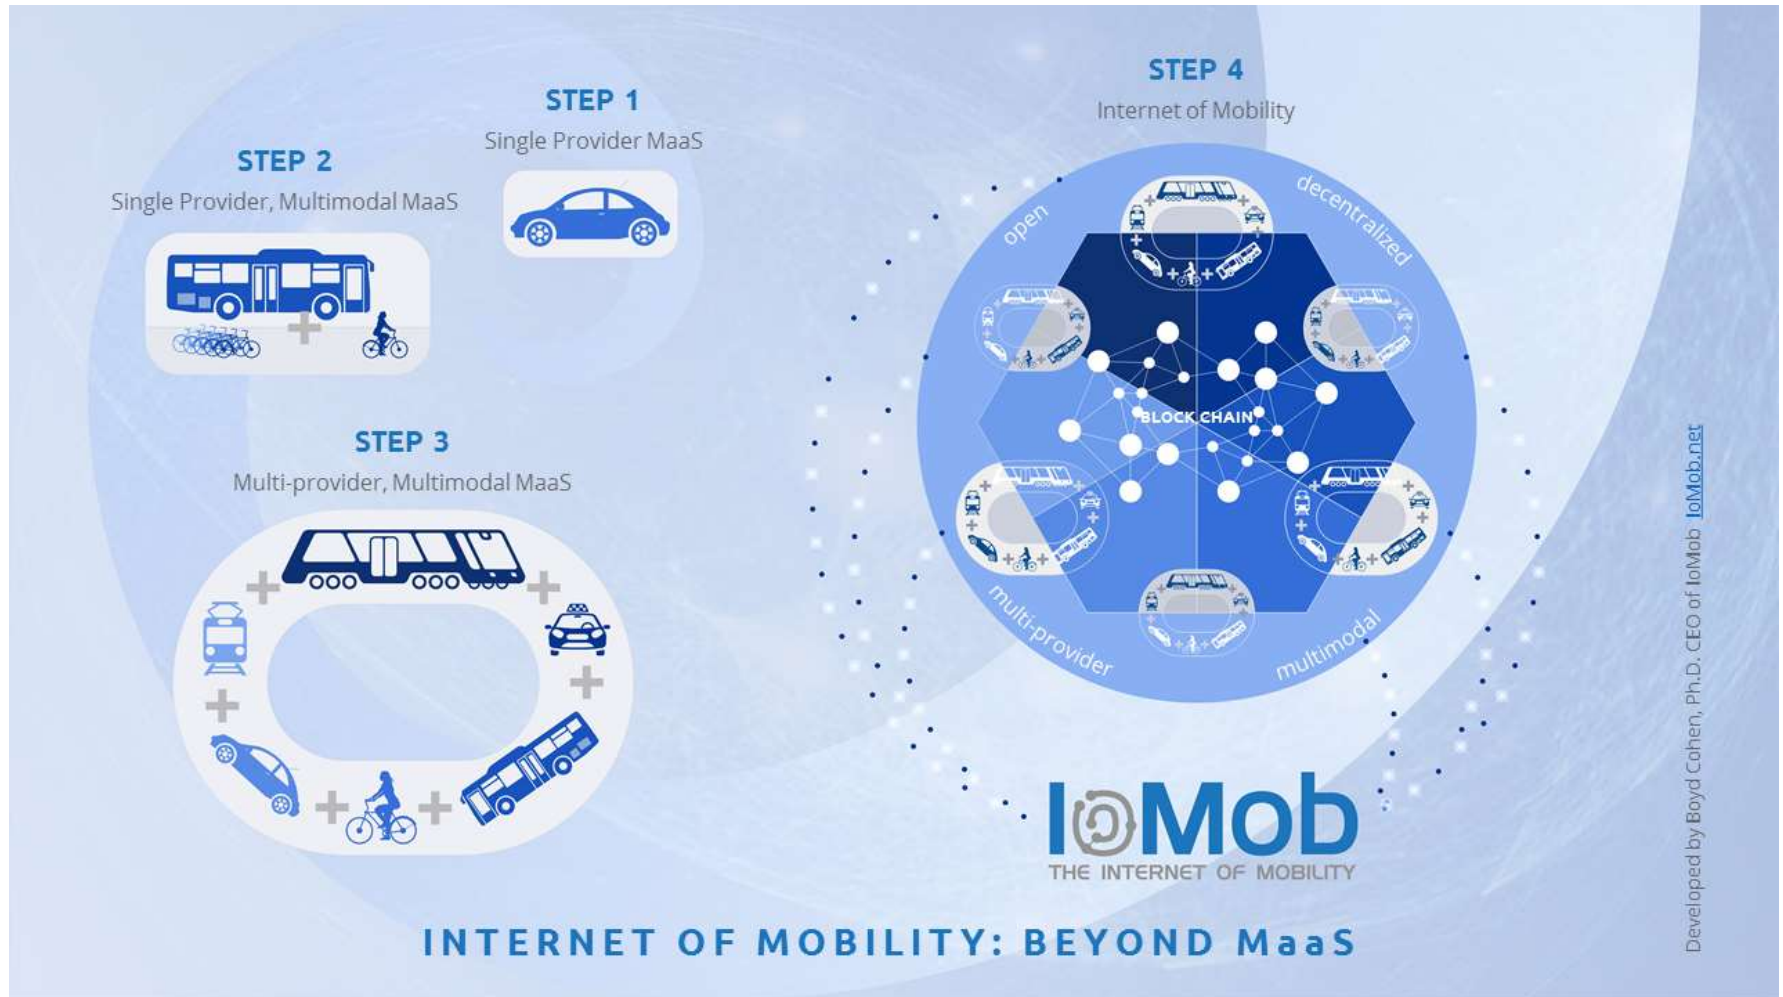 STEP 1
Single Provider MaaS
STEP 2
Single Provider, Multimodal MaaS
STEP 3
Multi-provider, Multimodal MaaS
STEP 4
Internet of Mobility
open
decentralized
BLOCK CHAIN
multi-provider
multimodal
IoMob
THE INTERNET OF MOBILITY
INTERNET OF MOBILITY: BEYOND MaaS
Developed by Boyd Cohen, Ph.D. CEO of IoMob IoMob.net